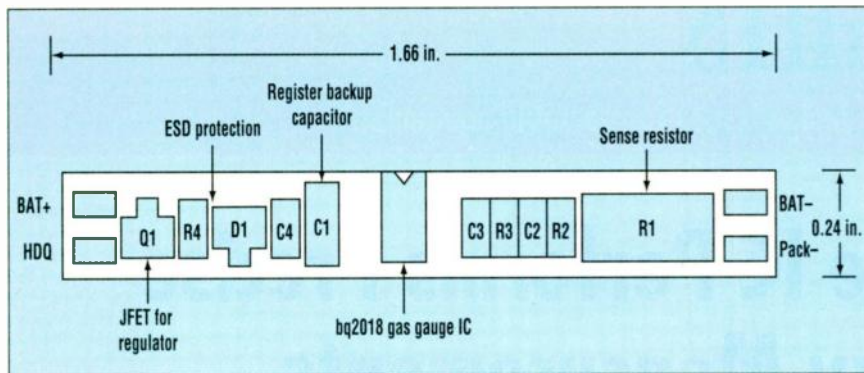 1.66 in.
Register backup
capacitor
ESD protection
Sense resistor
BAT+
HDQ
Q1
R4
D1
C4
C1
C3
R3
C2
R2
R1
BAT–
Pack–
0.24 in.
JFET for
regulator
bq2018 gas gauge IC